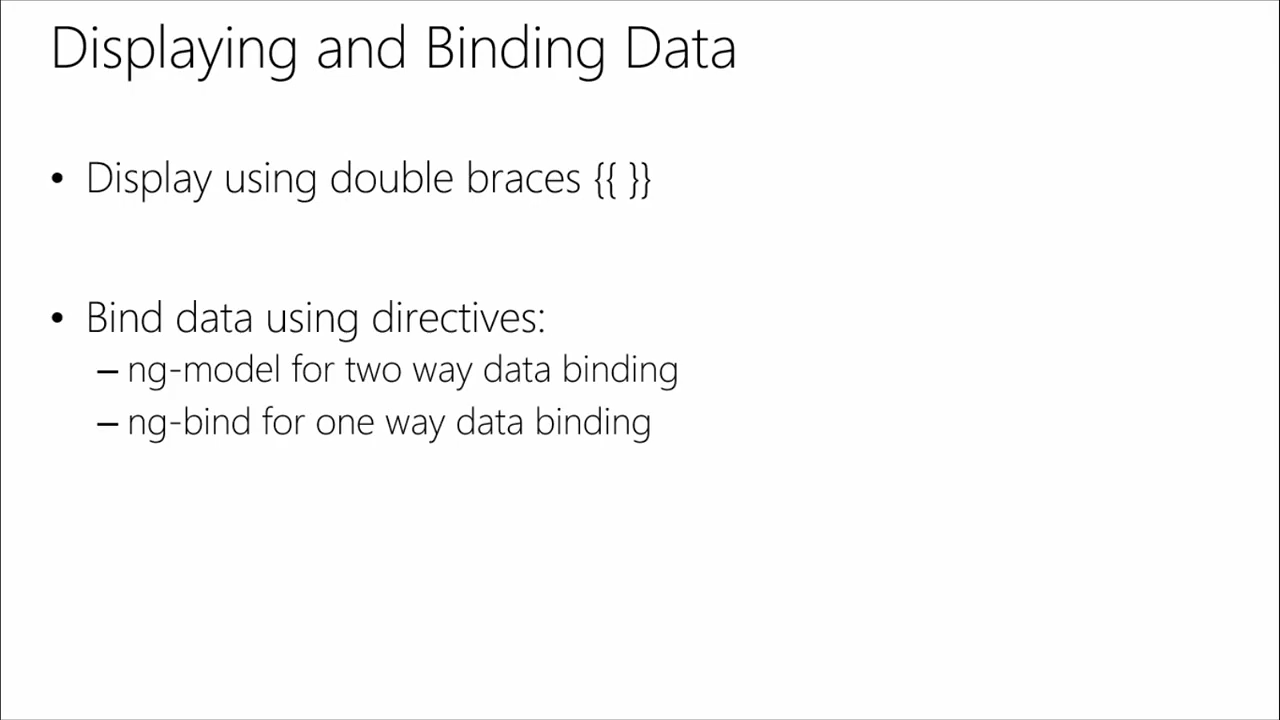 Displaying and Binding Data
• Display using double braces {{ }}
• Bind data using directives:
– ng-model for two way data binding
– ng-bind for one way data binding